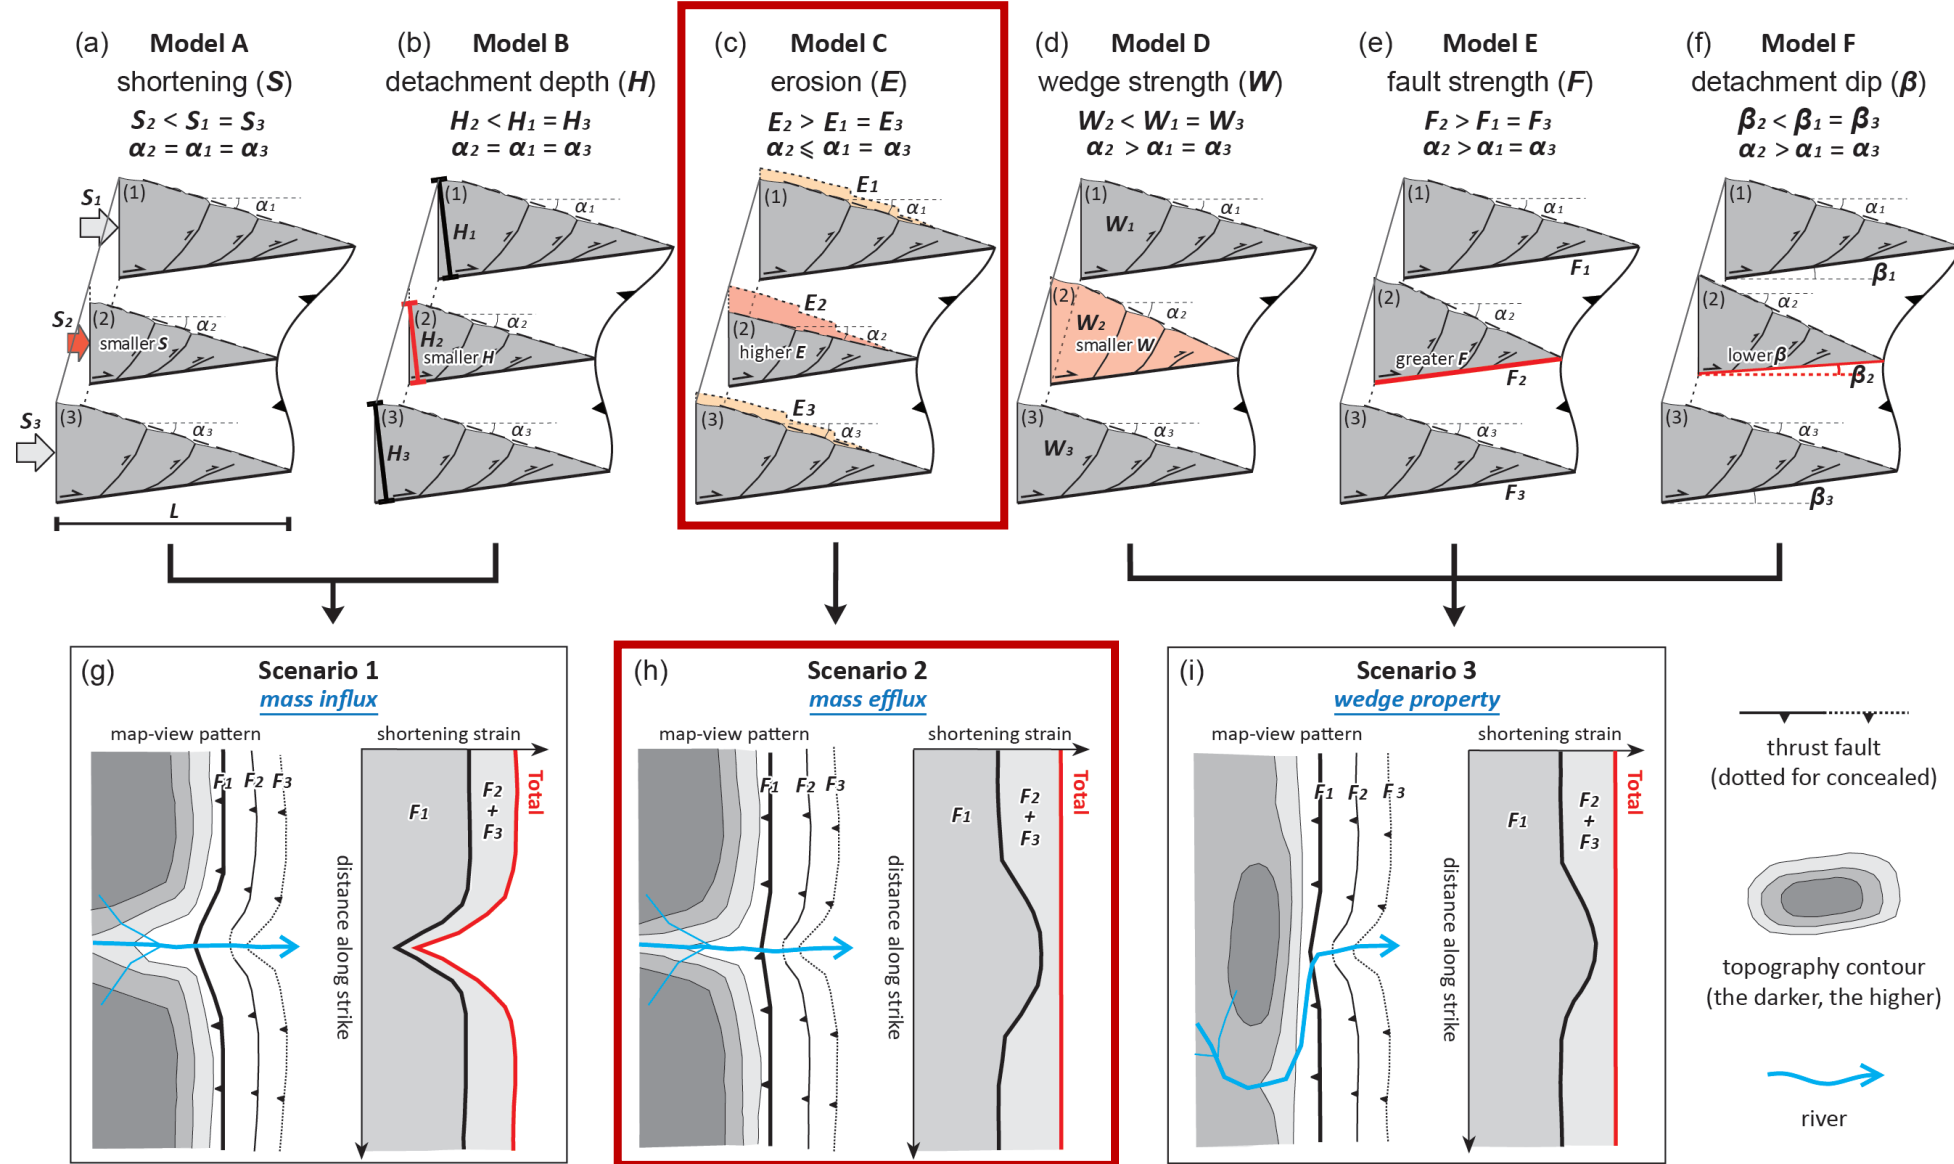 (a) Model A
shortening (S)
S2 < S1 = S3
α2 = α1 = α3
(1)
S1
α1
S2
(2)
α2
smaller S
S3
(3)
α3
L
(b) Model B
detachment depth (H)
H2 < H1 = H3
α2 = α1 = α3
(1)
α1
H1
(2)
α2
H2
smaller H
(3)
α3
H3
(c) Model C
erosion (E)
E2 > E1 = E3
α2 ⩽ α1 = α3
E1
(1)
α1
E2
(2)
α2
higher E
E3
(3)
α3
(d) Model D
wedge strength (W)
W2 < W1 = W3
α2 > α1 = α3
(1)
α1
W1
(2)
α2
W2
smaller W
(3)
α3
W3
(e) Model E
fault strength (F)
F2 > F1 = F3
α2 > α1 = α3
(1)
α1
F1
(2)
α2
greater F
F2
(3)
α3
F3
(f) Model F
detachment dip (β)
β2 < β1 = β3
α2 > α1 = α3
(1)
α1
β1
(2)
α2
lower β
β2
(3)
α3
β3
(g) Scenario 1
mass influx
map-view pattern
shortening strain
F1 F2 F3
F1
F2
+
F3
Total
distance along strike
(h) Scenario 2
mass efflux
map-view pattern
shortening strain
F1 F2 F3
F1
F2
+
F3
Total
distance along strike
(i) Scenario 3
wedge property
map-view pattern
shortening strain
F1 F2 F3
F1
F2
+
F3
Total
distance along strike
thrust fault
(dotted for concealed)
topography contour
(the darker, the higher)
river